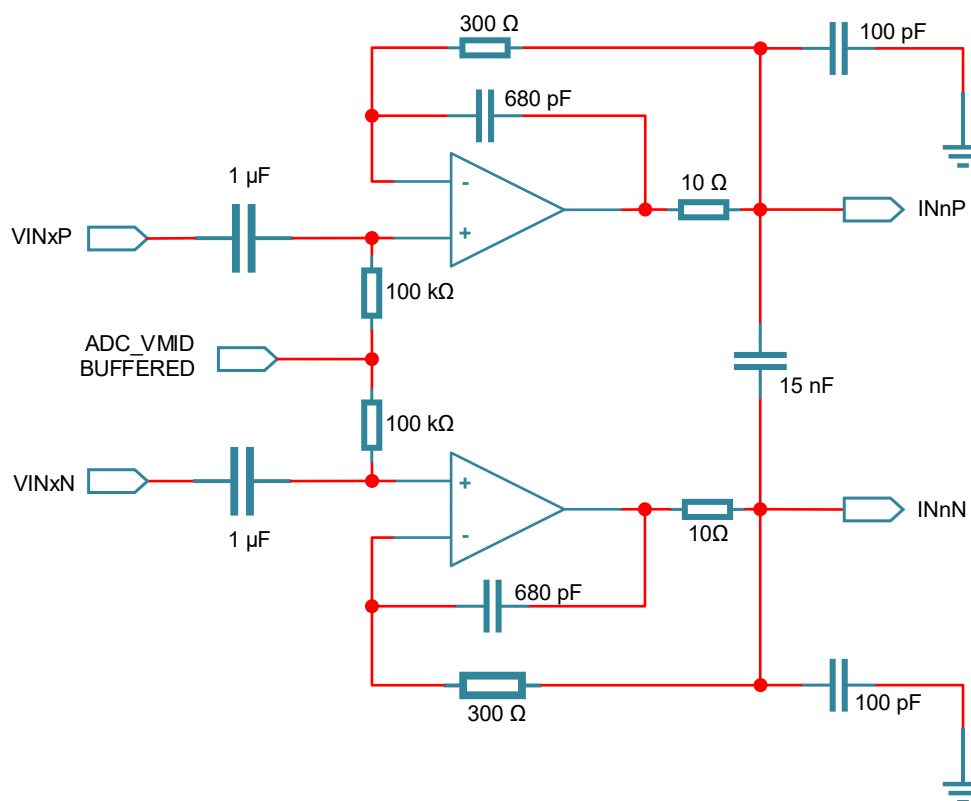 300 Ω
100 pF
680 pF
1 µF
-
10 Ω
INnP
VINxP
+
100 kΩ
ADC_VMID
BUFFERED
15 nF
100 kΩ
VINxN
+
INnN
1 µF
-
10Ω
680 pF
300 Ω
100 pF